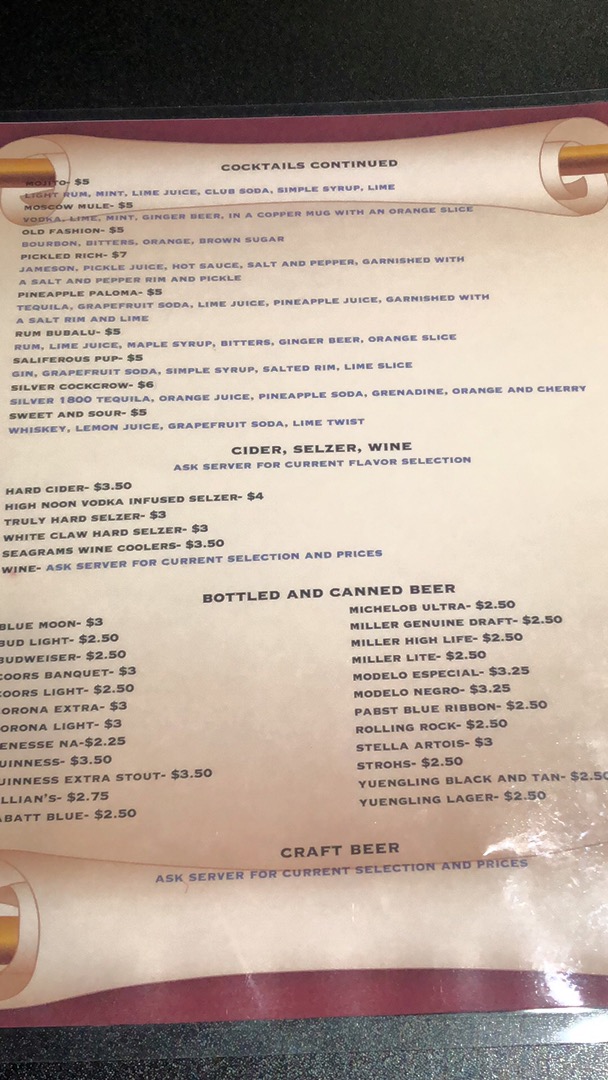 COCKTAILS CONTINUED
MOJITO- $5
LIGHT RUM, MINT, LIME JUICE, CLUB SODA, SIMPLE SYRUP, LIME
MOSCOW MULE- $5
VODKA, LIME, MINT, GINGER BEER, IN A COPPER MUG WITH AN ORANGE SLICE
OLD FASHION- $5
BOURBON, BITTERS, ORANGE, BROWN SUGAR
PICKLED RICH- $7
JAMESON, PICKLE JUICE, HOT SAUCE, SALT AND PEPPER, GARNISHED WITH
A SALT AND PEPPER RIM AND PICKLE
PINEAPPLE PALOMA- $5
TEQUILA, GRAPEFRUIT SODA, LIME JUICE, PINEAPPLE JUICE, GARNISHED WITH
A SALT RIM AND LIME
RUM BUBALU- $5
RUM, LIME JUICE, MAPLE SYRUP, BITTERS, GINGER BEER, ORANGE SLICE
SALIFEROUS PUP- $5
GIN, GRAPEFRUIT SODA, SIMPLE SYRUP, SALTED RIM, LIME SLICE
SILVER COCKCROW- $6
SILVER 1800 TEQUILA, ORANGE JUICE, PINEAPPLE SODA, GRENADINE, ORANGE AND CHERRY
SWEET AND SOUR- $5
WHISKEY, LEMON JUICE, GRAPEFRUIT SODA, LIME TWIST
CIDER, SELZER, WINE
ASK SERVER FOR CURRENT FLAVOR SELECTION
HARD CIDER- $3.50
HIGH NOON VODKA INFUSED SELZER- $4
TRULY HARD SELZER- $3
WHITE CLAW HARD SELZER- $3
SEAGRAMS WINE COOLERS- $3.50
WINE- ASK SERVER FOR CURRENT SELECTION AND PRICES
BOTTLED AND CANNED BEER
BLUE MOON- $3
BUD LIGHT- $2.50
BUDWEISER- $2.50
COORS BANQUET- $3
COORS LIGHT- $2.50
ORONA EXTRA- $3
ORONA LIGHT- $3
ENESSE NA-$2.25
UINNESS- $3.50
UINNESS EXTRA STOUT- $3.50
LLIAN'S- $2.75
ABATT BLUE- $2.50
MICHELOB ULTRA- $2.50
MILLER GENUINE DRAFT- $2.50
MILLER HIGH LIFE- $2.50
MILLER LITE- $2.50
MODELO ESPECIAL- $3.25
MODELO NEGRO- $3.25
PABST BLUE RIBBON- $2.50
ROLLING ROCK- $2.50
STELLA ARTOIS- $3
STROHS- $2.50
YUENGLING BLACK AND TAN- $2.50
YUENGLING LAGER- $2.50
CRAFT BEER
ASK SERVER FOR CURRENT SELECTION AND PRICES